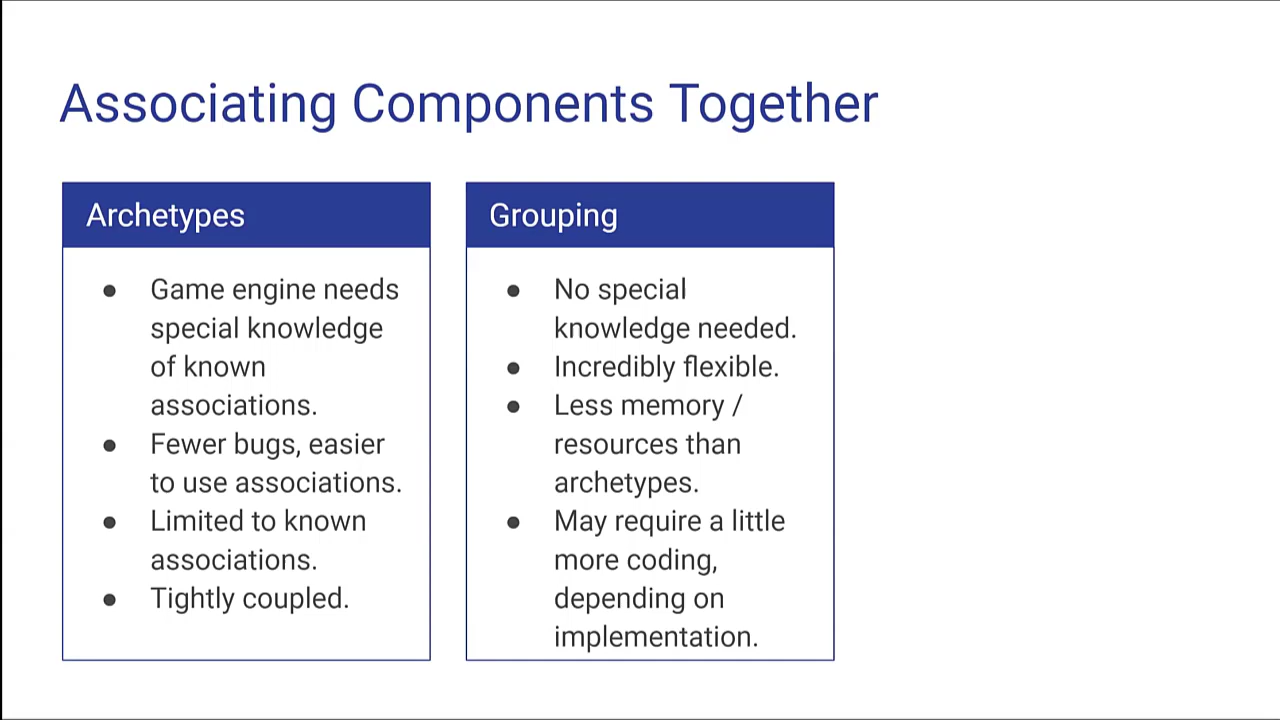 Associating Components Together
Archetypes
● Game engine needs
special knowledge
of known
associations.
● Fewer bugs, easier
to use associations.
● Limited to known
associations.
● Tightly coupled.
Grouping
● No special
knowledge needed.
● Incredibly flexible.
● Less memory /
resources than
archetypes.
● May require a little
more coding,
depending on
implementation.